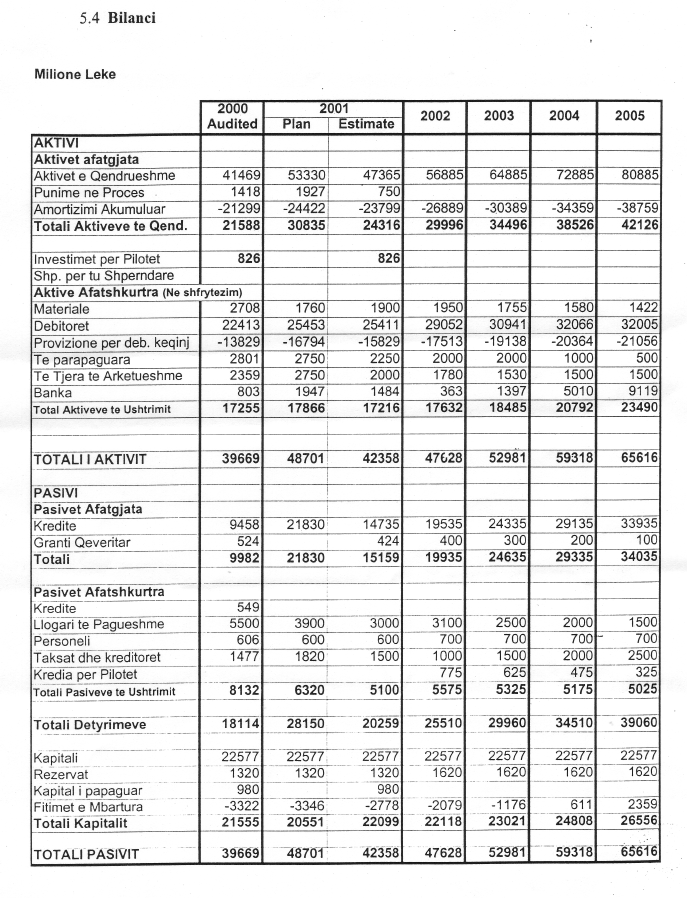 5.4 Bilanci
Milione Leke
2000 2001 2002 2003 2004 2005
Audited Plan Estimate
AKTIVI
Aktivet afatgjata
Aktivet e Qendrueshme 41469 53330 47365 56885 64885 72885 80885
Punime ne Proces 1418 1927 750
Amortizimi Akumuluar -21299 -24422 -23799 -26889 -30389 -34359 -38759
Totali Aktiveve te Qend. 21588 30835 24316 29996 34496 38526 42126
Investimet per Pilotet 826 826
Shp. per tu Shperndare
Aktive Afatshkurtra (Ne shfrytezim)
Materiale 2708 1760 1900 1950 1755 1580 1422
Debitoret 22413 25453 25411 29052 30941 32066 32005
Provizione per deb. keqinj -13829 -16794 -15829 -17513 -19138 -20364 -21056
Te parapaguara 2801 2750 2250 2000 2000 1000 500
Te Tjera te Arketueshme 2359 2750 2000 1780 1530 1500 1500
Banka 803 1947 1484 363 1397 5010 9119
Total Aktiveve te Ushtrimit 17255 17866 17216 17632 18485 20792 23490
TOTALI I AKTIVIT 39669 48701 42358 47628 52981 59318 65616
PASIVI
Pasivet Afatgjata
Kredite 9458 21830 14735 19535 24335 29135 33935
Granti Qeveritar 524 424 400 300 200 100
Totali 9982 21830 15159 19935 24635 29335 34035
Pasivet Afatshkurtra
Kredite 549
Llogari te Pagueshme 5500 3900 3000 3100 2500 2000 1500
Personeli 606 600 600 700 700 700 700
Taksat dhe kreditoret 1477 1820 1500 1000 1500 2000 2500
Kredia per Pilotet 775 625 475 325
Totali Pasiveve te Ushtrimit 8132 6320 5100 5575 5325 5175 5025
Totali Detyrimeve 18114 28150 20259 25510 29960 34510 39060
Kapitali 22577 22577 22577 22577 22577 22577 22577
Rezervat 1320 1320 1320 1620 1620 1620 1620
Kapital i papaguar 980 980
Fitimet e Mbartura -3322 -3346 -2778 -2079 -1176 611 2359
Totali Kapitalit 21555 20551 22099 22118 23021 24808 26556
TOTALI PASIVIT 39669 48701 42358 47628 52981 59318 65616